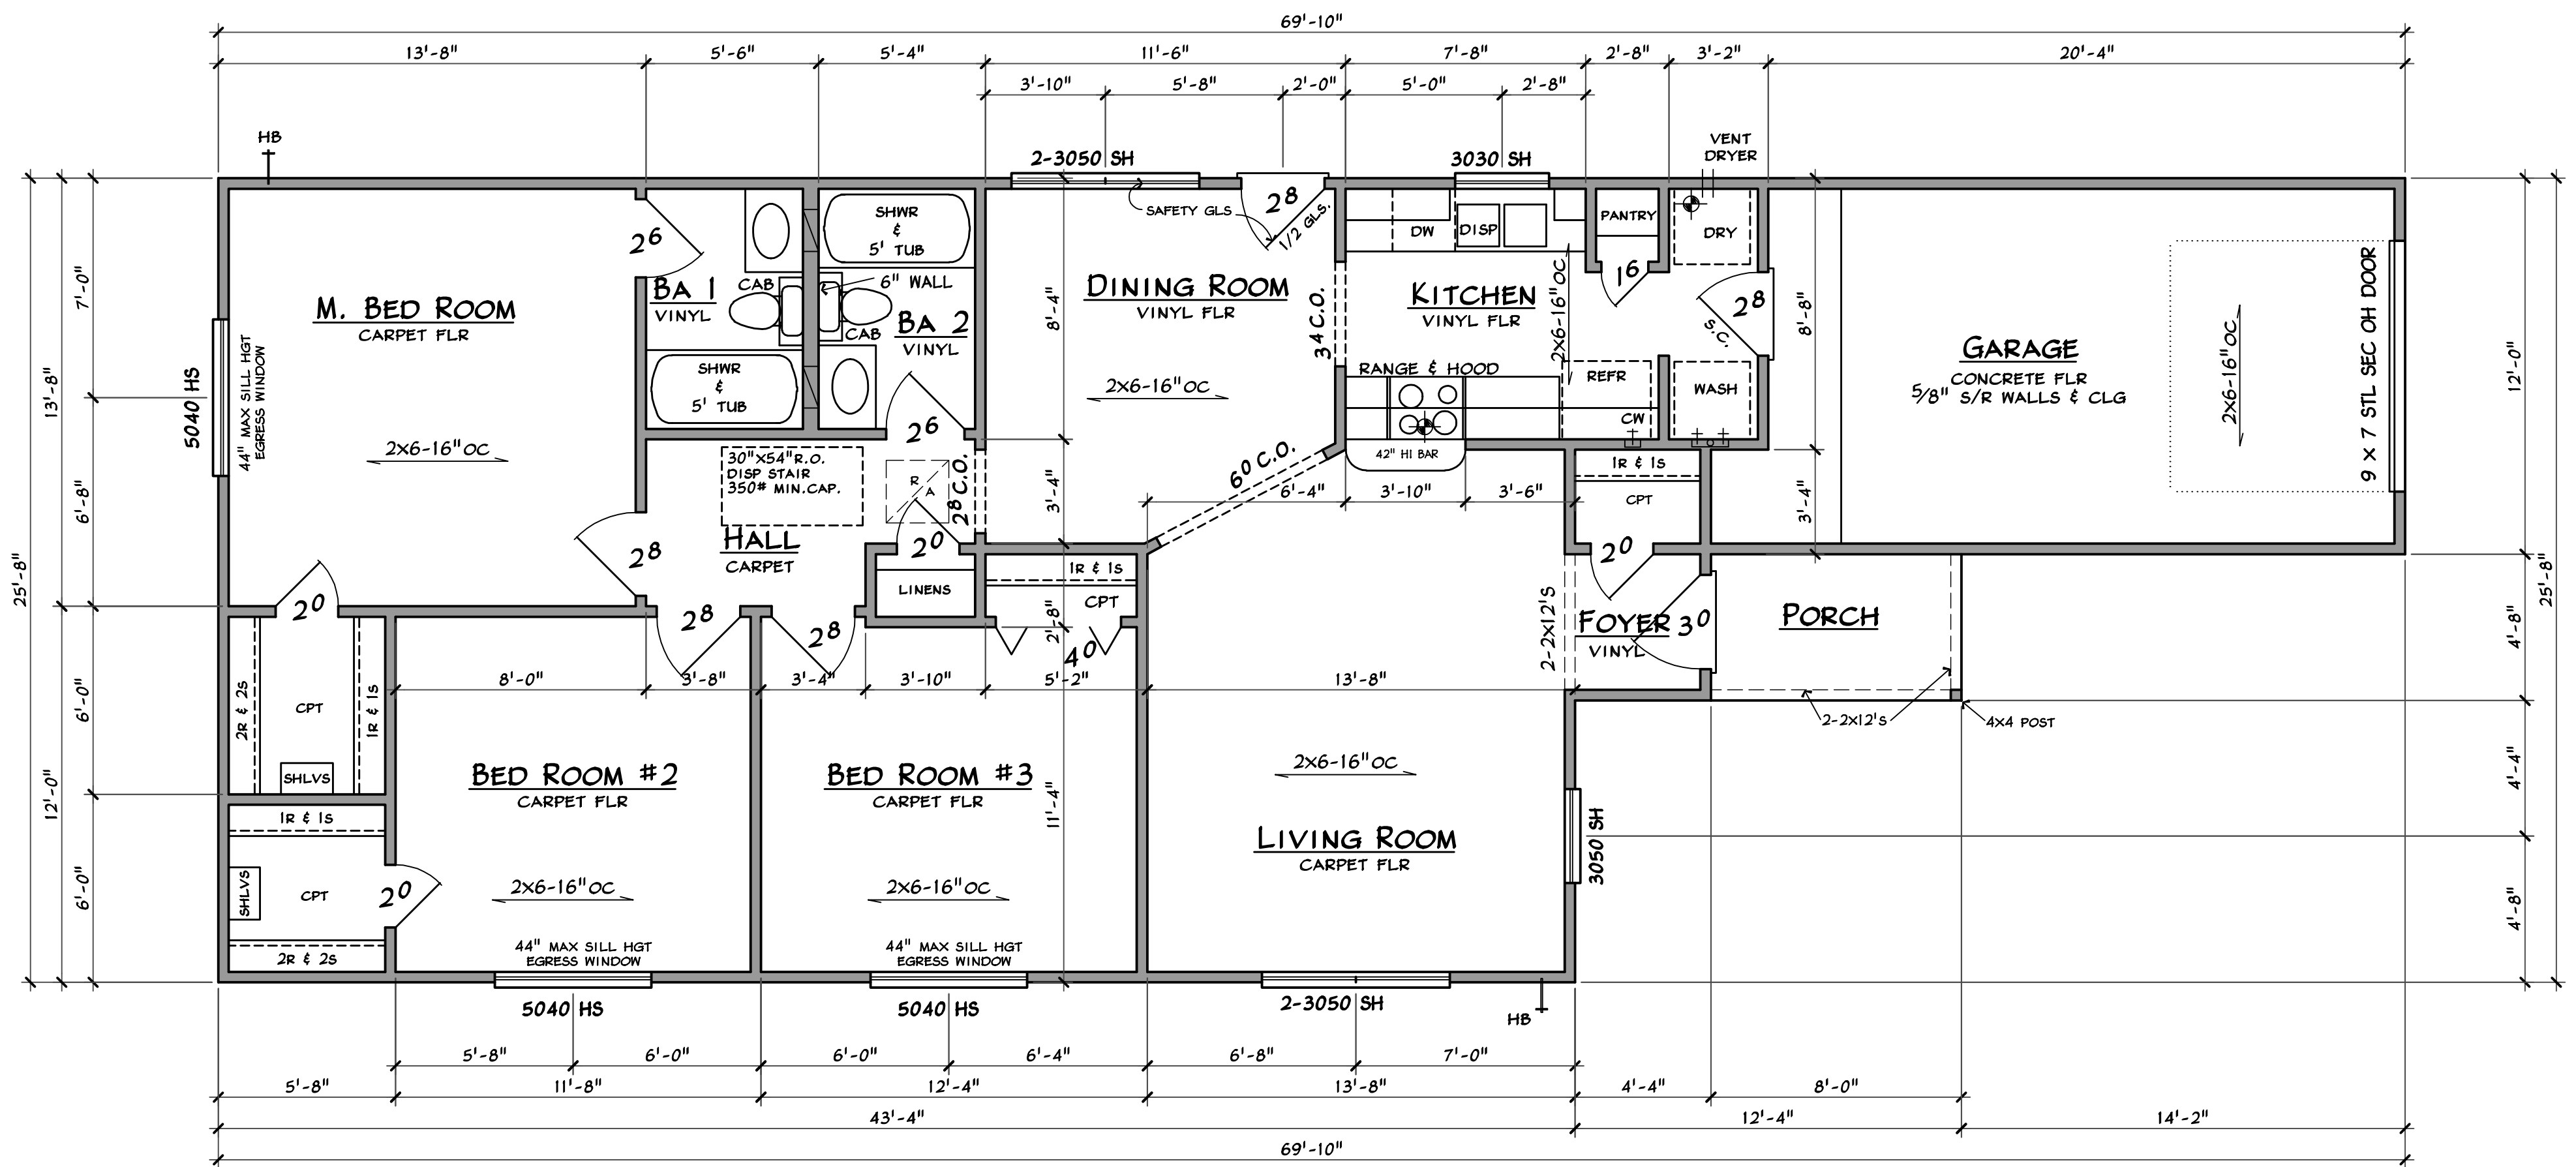 69'-10"
13'-8" 5'-6" 5'-4" 11'-6" 7'-8" 2'-8" 3'-2" 20'-4"
3'-10" 5'-8" 2'-0" 5'-0" 2'-8"
HB
2-3050 SH
3030 SH
VENT
DRYER
SAFETY GLS
2⁸
1/2 GLS.
SHWR
&
5' TUB
6" WALL
2⁶
CAB
BA 1
VINYL
CAB
BA 2
VINYL
SHWR
&
5' TUB
2⁶
M. BED ROOM
CARPET FLR
2x6-16"OC
5040 HS
44" MAX SILL HGT
EGRESS WINDOW
DINING ROOM
VINYL FLR
2x6-16"OC
8'-4"
3⁴ C.O.
DW
DISP
KITCHEN
VINYL FLR
2x6-16"OC
RANGE & HOOD
REFR
CW
42" HI BAR
PANTRY
1⁶
DRY
2⁸
S.C.
WASH
8'-8"
GARAGE
CONCRETE FLR
5/8" S/R WALLS & CLG
2x6-16"OC
9 x 7 STL SEC OH DOOR
7'-0"
13'-8"
6'-8"
25'-8"
12'-0"
6'-0"
6'-0"
12'-0"
25'-8"
4'-8"
4'-4"
4'-8"
30"x54"R.O.
DISP STAIR
350# MIN.CAP.
R
A
2⁸ C.O.
HALL
CARPET
2⁸
2⁰
LINENS
3'-4"
6⁰ C.O.
6'-4" 3'-10" 3'-6"
1R & 1S
CPT
3'-4"
2⁰
1R & 1S
CPT
2'-8"
4⁰
2⁰
2⁸
2⁸
2-2x12'S
FOYER
VINYL
3⁰
PORCH
2-2x12'S
4x4 POST
8'-0" 3'-8" 3'-4" 3'-10" 5'-2" 13'-8"
2R & 2S
CPT
1R & 1S
SHLVS
1R & 1S
SHLVS
CPT
2R & 2S
2⁰
BED ROOM #2
CARPET FLR
2x6-16"OC
44" MAX SILL HGT
EGRESS WINDOW
5040 HS
BED ROOM #3
CARPET FLR
2x6-16"OC
44" MAX SILL HGT
EGRESS WINDOW
5040 HS
11'-4"
2x6-16"OC
LIVING ROOM
CARPET FLR
3050 SH
2-3050 SH
HB
5'-8" 6'-0" 6'-0" 6'-4" 6'-8" 7'-0"
5'-8" 11'-8" 12'-4" 13'-8" 4'-4" 8'-0"
43'-4" 12'-4" 14'-2"
69'-10"